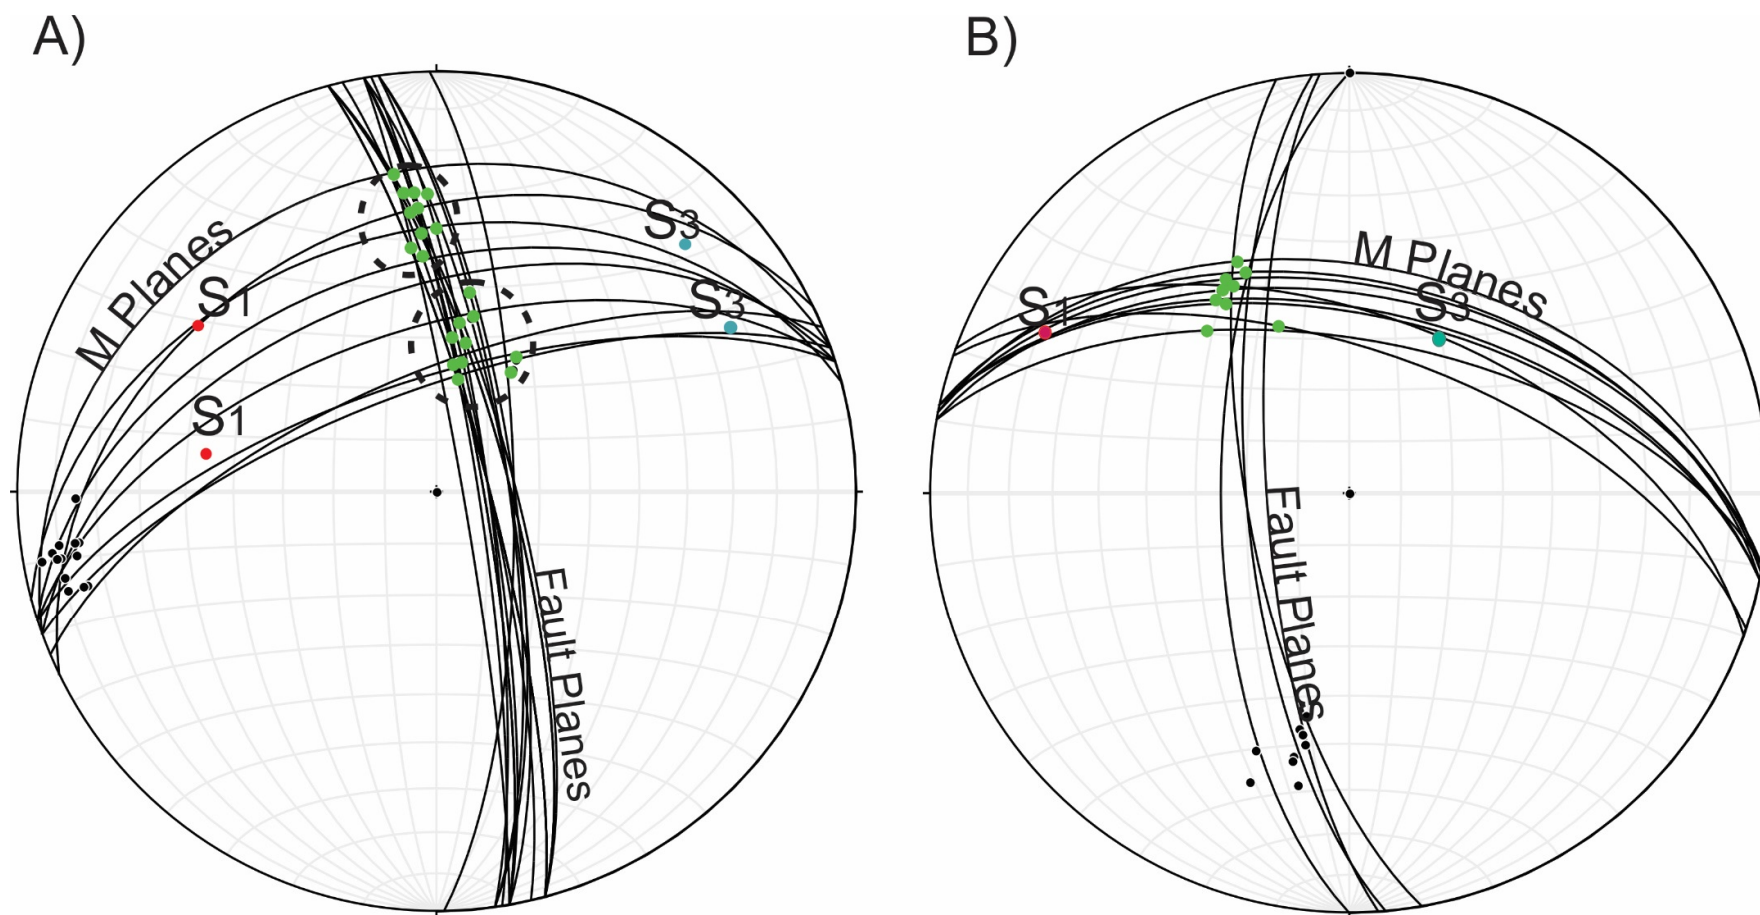 A)
M Planes
S1
S1
S3
S3
Fault Planes
B)
S1
M Planes
S3
Fault Planes